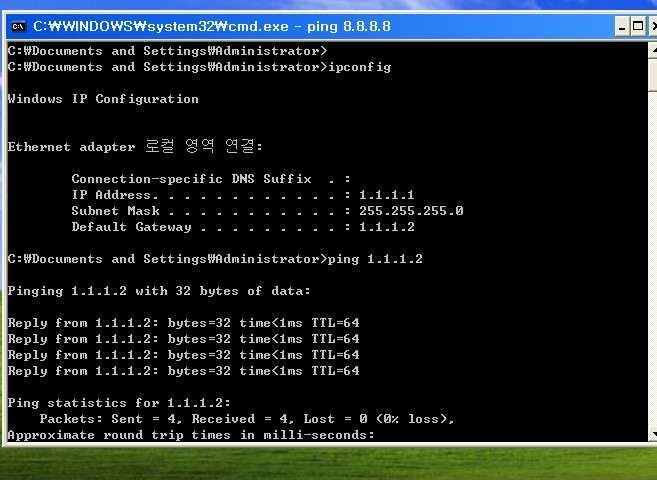 C:₩WINDOWS₩system32₩cmd.exe - ping 8.8.8.8
C:₩Documents and Settings₩Administrator>
C:₩Documents and Settings₩Administrator>ipconfig
Windows IP Configuration
Ethernet adapter 로컬 영역 연결:
Connection-specific DNS Suffix  . :
IP Address. . . . . . . . . . . . : 1.1.1.1
Subnet Mask . . . . . . . . . . . : 255.255.255.0
Default Gateway . . . . . . . . . : 1.1.1.2
C:₩Documents and Settings₩Administrator>ping 1.1.1.2
Pinging 1.1.1.2 with 32 bytes of data:
Reply from 1.1.1.2: bytes=32 time<1ms TTL=64
Reply from 1.1.1.2: bytes=32 time<1ms TTL=64
Reply from 1.1.1.2: bytes=32 time<1ms TTL=64
Reply from 1.1.1.2: bytes=32 time<1ms TTL=64
Ping statistics for 1.1.1.2:
Packets: Sent = 4, Received = 4, Lost = 0 (0% loss),
Approximate round trip times in milli-seconds: